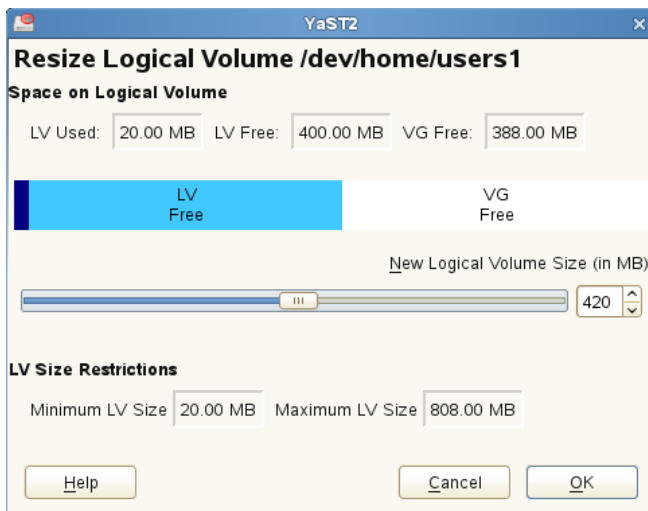 YaST2
Resize Logical Volume /dev/home/users1
Space on Logical Volume
LV Used: 20.00 MB LV Free: 400.00 MB VG Free: 388.00 MB
LV VG
Free Free
New Logical Volume Size (in MB)
420
LV Size Restrictions
Minimum LV Size 20.00 MB Maximum LV Size 808.00 MB
Help Cancel OK